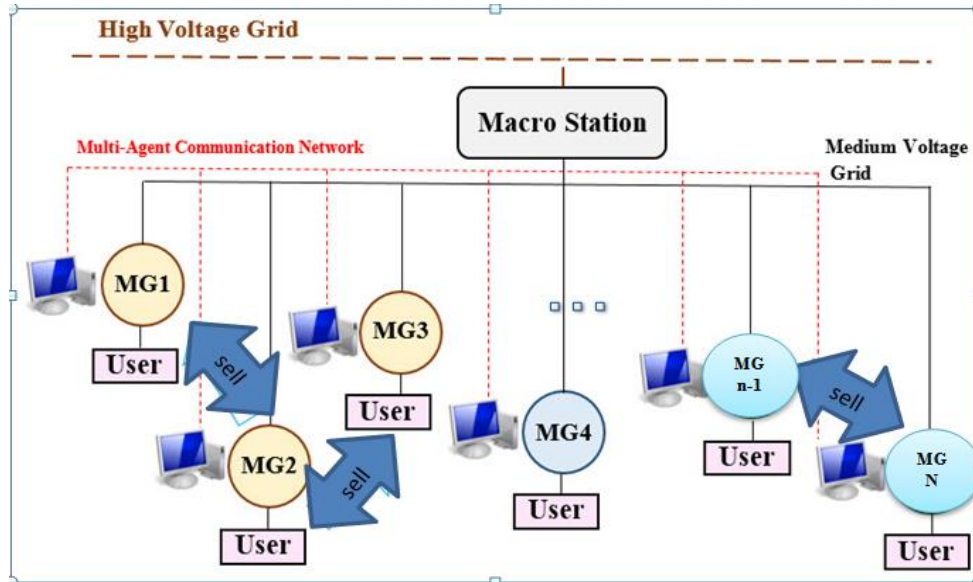 High Voltage Grid
Macro Station
Multi-Agent Communication Network
Medium Voltage
Grid
MG1
User
sell
MG2
User
sell
MG3
User
MG4
User
MG
n-1
User
sell
MG
N
User